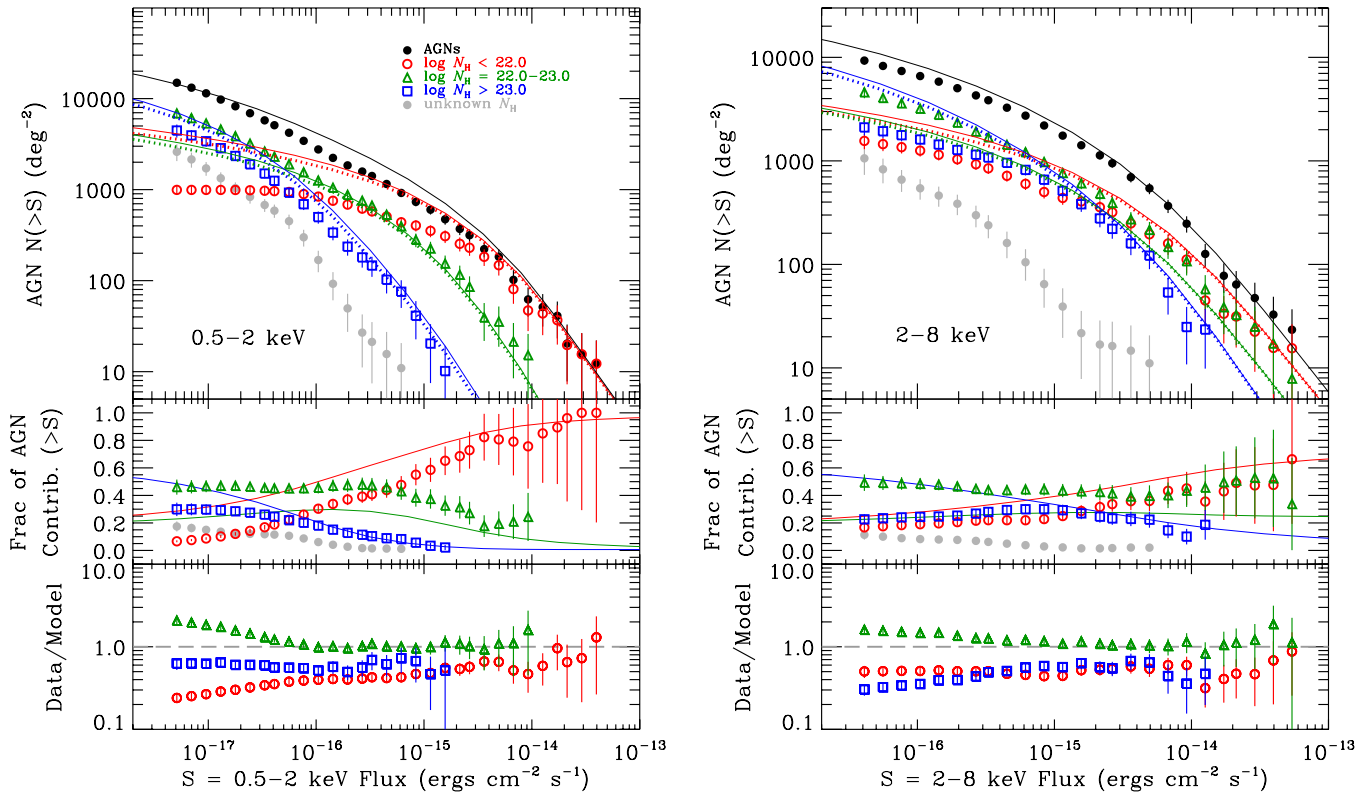 AGN N(>S) (deg⁻²)
10000
1000
100
10
AGNs
log N_H < 22.0
log N_H = 22.0−23.0
log N_H > 23.0
unknown N_H
0.5−2 keV
Frac of AGN
Contrib. (>S)
1.0
0.8
0.6
0.4
0.2
0.0
Data/Model
10.0
1.0
0.1
10⁻¹⁷ 10⁻¹⁶ 10⁻¹⁵ 10⁻¹⁴ 10⁻¹³
S = 0.5−2 keV Flux (ergs cm⁻² s⁻¹)
AGN N(>S) (deg⁻²)
10000
1000
100
10
2−8 keV
Frac of AGN
Contrib. (>S)
1.0
0.8
0.6
0.4
0.2
0.0
Data/Model
10.0
1.0
0.1
10⁻¹⁶ 10⁻¹⁵ 10⁻¹⁴ 10⁻¹³
S = 2−8 keV Flux (ergs cm⁻² s⁻¹)